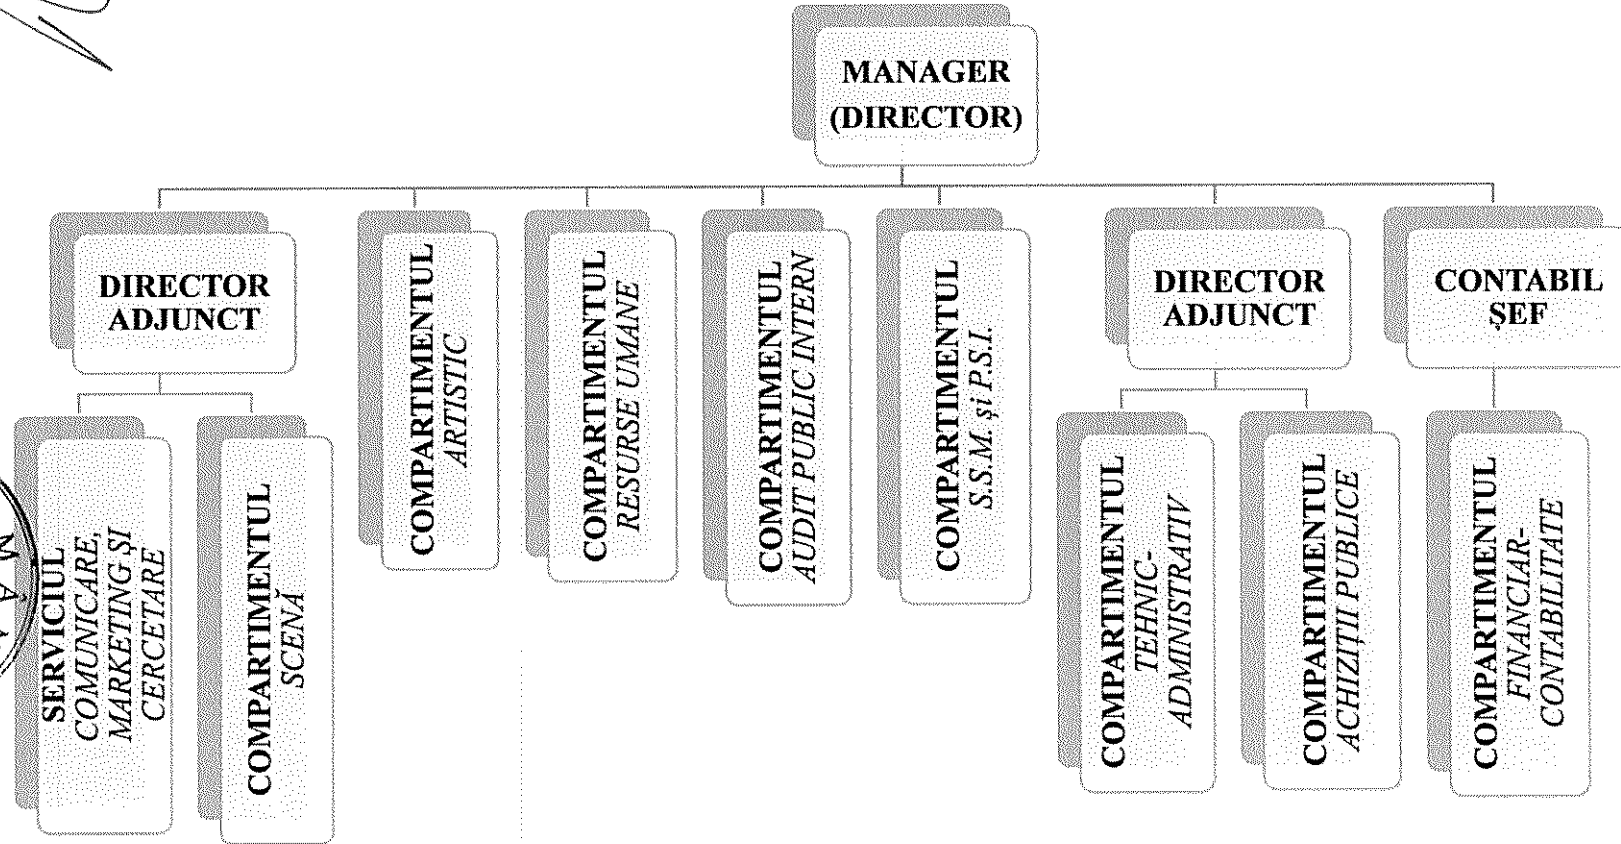 MANAGER
(DIRECTOR)
DIRECTOR
ADJUNCT
COMPARTIMENTUL
ARTISTIC
COMPARTIMENTUL
RESURSE UMANE
COMPARTIMENTUL
AUDIT PUBLIC INTERN
COMPARTIMENTUL
S.S.M. și P.S.I.
DIRECTOR
ADJUNCT
CONTABIL
ȘEF
SERVICIUL
COMUNICARE,
MARKETING ȘI
CERCETARE
COMPARTIMENTUL
SCENĂ
COMPARTIMENTUL
TEHNIC-
ADMINISTRATIV
COMPARTIMENTUL
ACHIZIȚII PUBLICE
COMPARTIMENTUL
FINANCIAR-
CONTABILITATE